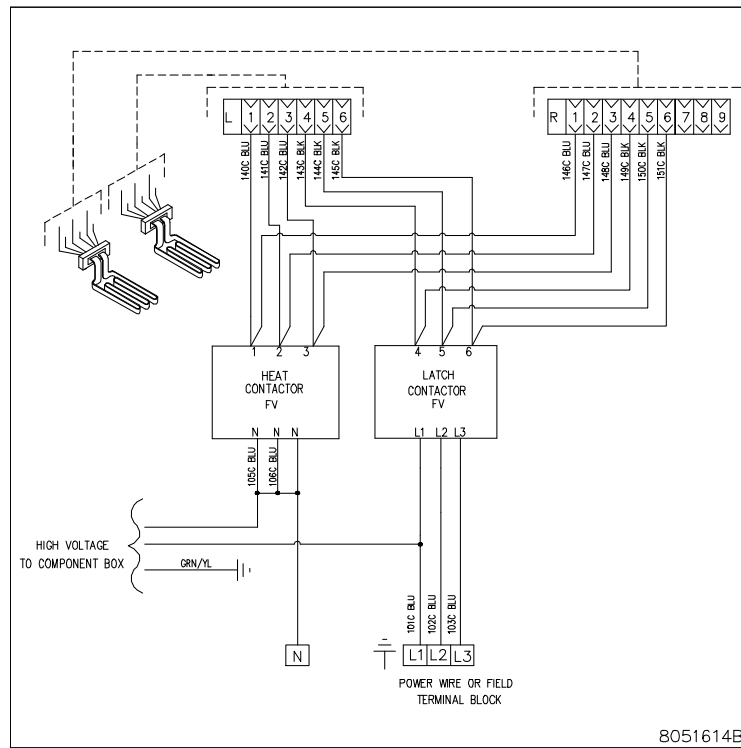 L 1 2 3 4 5 6
R 1 2 3 4 5 6 7 8 9
140C BLU
141C BLU
142C BLU
143C BLK
144C BLK
145C BLK
146C BLU
147C BLU
148C BLU
149C BLK
150C BLK
151C BLK
1 2 3
HEAT
CONTACTOR
FV
N N N
4 5 6
LATCH
CONTACTOR
FV
L1 L2 L3
105C BLU
106C BLU
HIGH VOLTAGE
TO COMPONENT BOX
GRN/YL
101C BLU
102C BLU
103C BLU
N
L1 L2 L3
POWER WIRE OR FIELD
TERMINAL BLOCK
8051614B